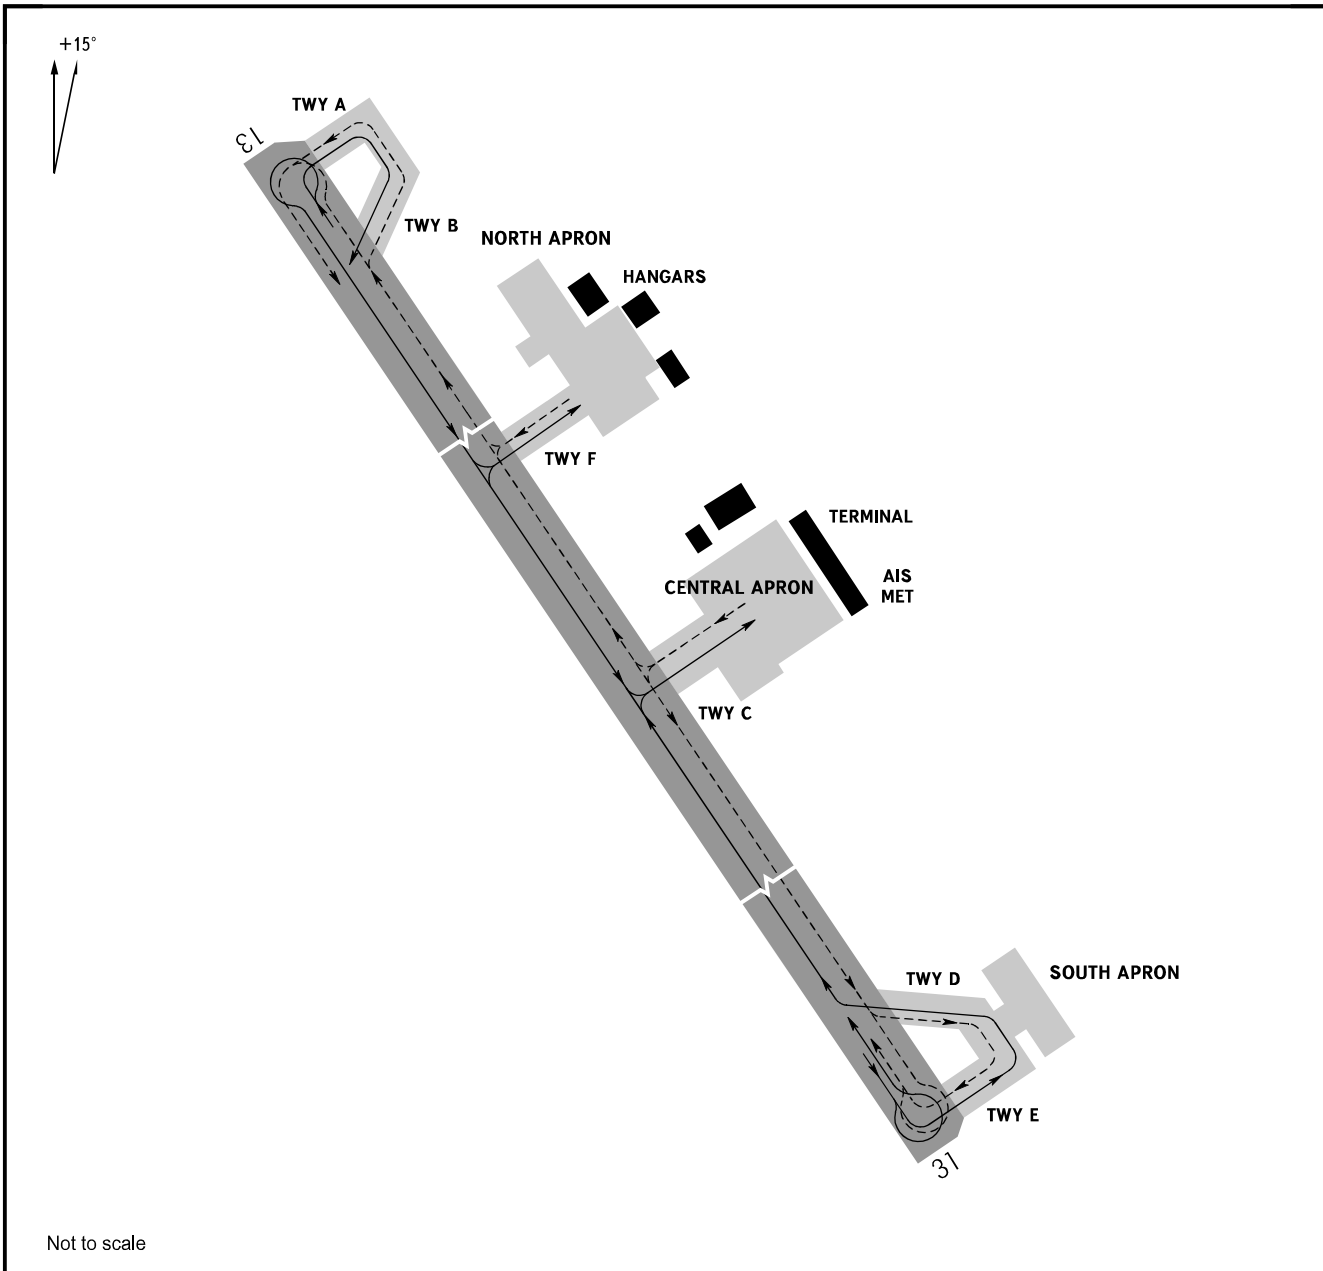 +15°
TWY A
13
TWY B
NORTH APRON
HANGARS
TWY F
TERMINAL
AIS
MET
CENTRAL APRON
TWY C
TWY D
SOUTH APRON
TWY E
31
Not to scale